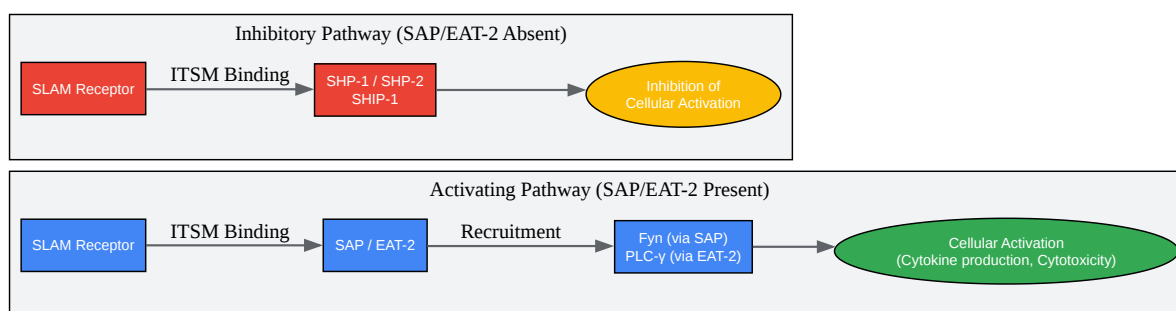 Inhibitory Pathway (SAP/EAT-2 Absent)
SLAM Receptor
ITSM Binding
SHP-1 / SHP-2
SHIP-1
Inhibition of
Cellular Activation
Activating Pathway (SAP/EAT-2 Present)
SLAM Receptor
ITSM Binding
SAP / EAT-2
Recruitment
Fyn (via SAP)
PLC-γ (via EAT-2)
Cellular Activation
(Cytokine production, Cytotoxicity)